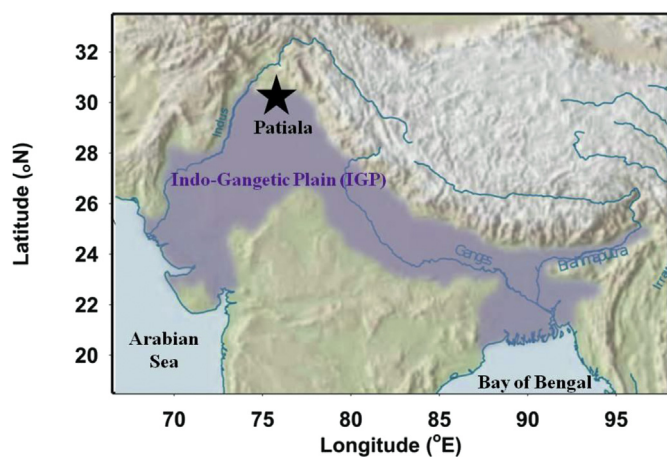 32
30
28
26
24
22
20
Latitude (oN)
Indus
Patiala
Indo-Gangetic Plain (IGP)
Ganges
Arabian
Sea
Bay of Bengal
70 75 80 85 90 95
Longitude (°E)